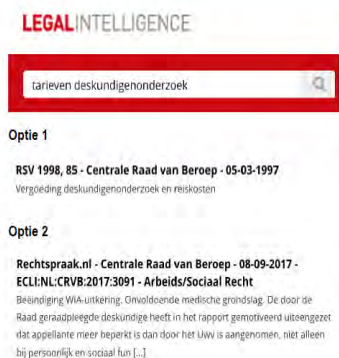 LEGALINTELLIGENCE
tarieven deskundigenonderzoek
Optie 1
RSV 1998, 85 - Centrale Raad van Beroep - 05-03-1997
Vergoeding deskundigenonderzoek en reiskosten
Optie 2
Rechtspraak.nl - Centrale Raad van Beroep - 08-09-2017 -
ECLI:NL:CRVB:2017:3091 - Arbeids/Sociaal Recht
Beëindiging WIA-uitkering. Onvoldoende medische grondslag. De door de
Raad geraadpleegde deskundige heeft in het rapport gemotiveerd uiteengezet
dat appellante meer beperkt is dan door het Uwv is aangenomen, niet alleen
bij persoonlijk en sociaal fun [...]